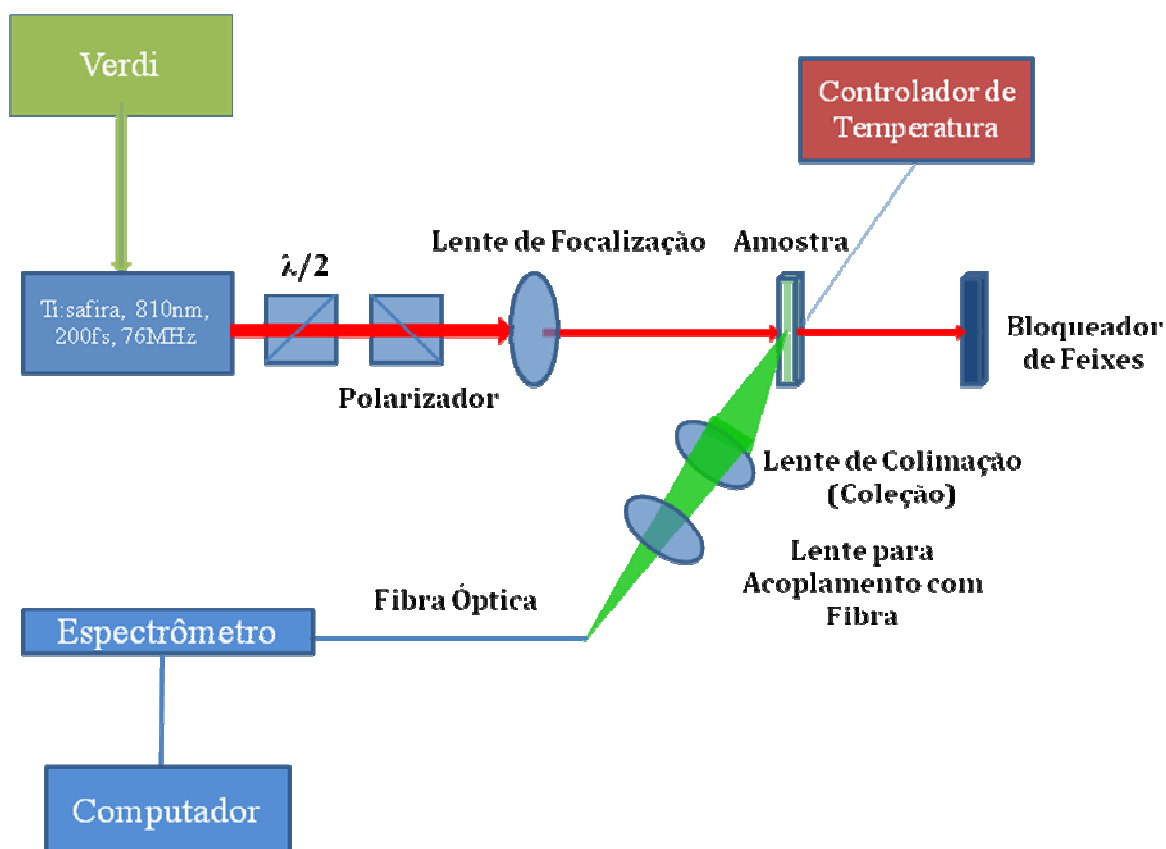 Verdi
Controlador de
Temperatura
Lente de Focalização
Amostra
λ/2
Ti:safira, 810nm,
200fs, 76MHz
Bloqueador
de Feixes
Polarizador
Lente de Colimação
(Coleção)
Lente para
Acoplamento com
Fibra
Fibra Óptica
Espectrômetro
Computador